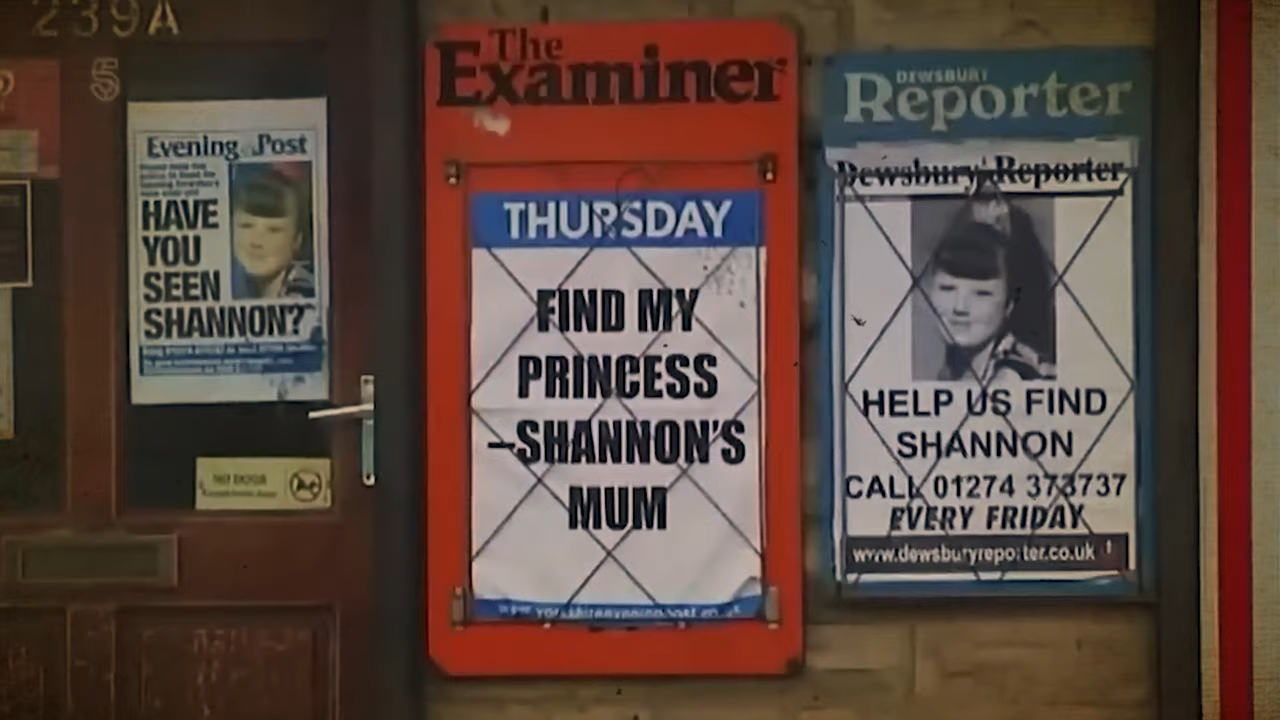 239A
5
?
Evening Post
HAVE
YOU
SEEN
SHANNON?
The
Examiner
THURSDAY
FIND MY
PRINCESS
–SHANNON'S
MUM
DEWSBURY
Reporter
Dewsbury Reporter
HELP US FIND
SHANNON
CALL 01274 373737
EVERY FRIDAY
www.dewsburyreporter.co.uk